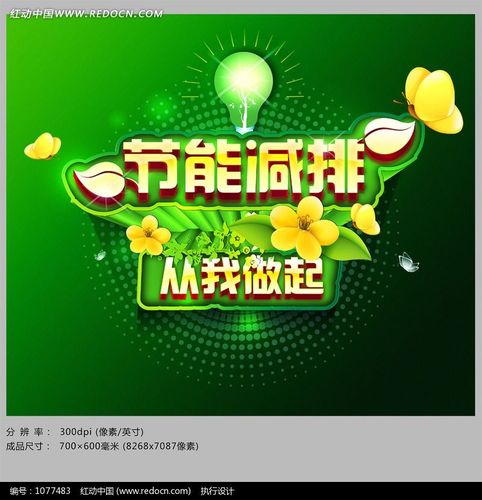 红动中国 WWW.REDOCN.COM
节能减排
从我做起
分 辨 率： 300dpi (像素/英寸)
成品尺寸： 700×600毫米 (8268x7087像素)
编号：1077483 红动中国 (www.redocn.com) 执行设计